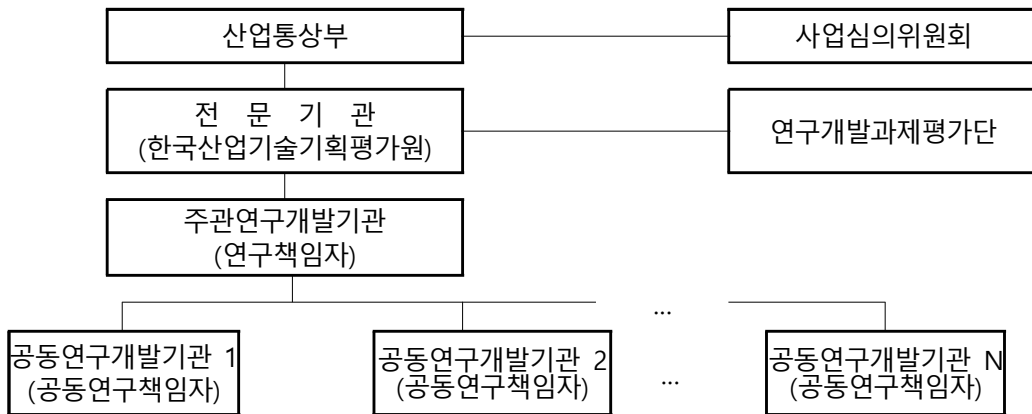 산업통상부
사업심의위원회
전 문 기 관
(한국산업기술기획평가원)
연구개발과제평가단
주관연구개발기관
(연구책임자)
...
공동연구개발기관 1
(공동연구책임자)
공동연구개발기관 2
(공동연구책임자)
...
공동연구개발기관 N
(공동연구책임자)